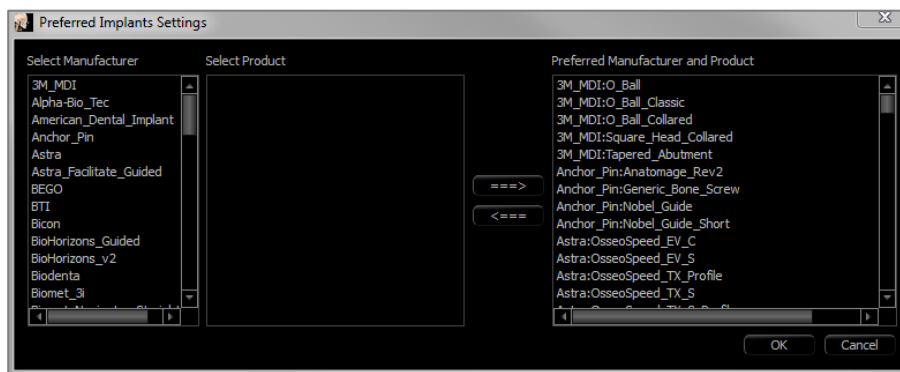 Preferred Implants Settings
Select Manufacturer
3M_MDI
Alpha-Bio_Tec
American_Dental_Implant
Anchor_Pin
Astra
Astra_Facilitate_Guided
BEGO
BTI
Bicon
BioHorizons_Guided
BioHorizons_v2
Biodenta
Biomet_3i
Select Product
===>
<===
Preferred Manufacturer and Product
3M_MDI:O_Ball
3M_MDI:O_Ball_Classic
3M_MDI:O_Ball_Collared
3M_MDI:Square_Head_Collared
3M_MDI:Tapered_Abutment
Anchor_Pin:Anatomage_Rev2
Anchor_Pin:Generic_Bone_Screw
Anchor_Pin:Nobel_Guide
Anchor_Pin:Nobel_Guide_Short
Astra:OsseoSpeed_EV_C
Astra:OsseoSpeed_EV_S
Astra:OsseoSpeed_TX_Profile
Astra:OsseoSpeed_TX_S
OK Cancel